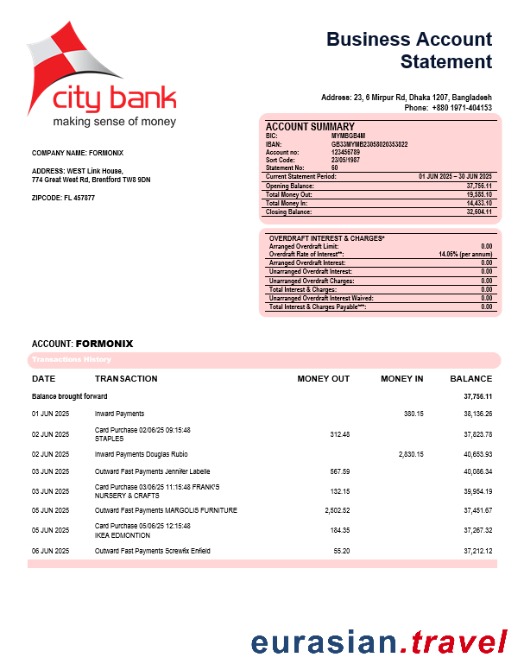 Business Account
Statement
city bank
making sense of money
Address: 23, 6 Mirpur Rd, Dhaka 1207, Bangladeeh
Phone: +880 1971-404153
COMPANY NAME: FORMONIX
ADDRESS: WEST Link House,
774 Great West Rd, Brentford TW8 9DN
ZIPCODE: FL 457877
ACCOUNT SUMMARY
BIC: MYMBGB4M
IBAN: GB33MYMB23058020353022
Account no: 123456789
Sort Code: 23/05/1987
Statement No: 60
Current Statement Period: 01 JUN 2025 – 30 JUN 2025
Opening Balance: 37,756.11
Total Money Out: 19,585.10
Total Money In: 14,433.10
Closing Balance: 32,604.11
OVERDRAFT INTEREST & CHARGES*
Arranged Overdraft Limit: 0.00
Overdraft Rate of Interest**: 14.05% (per annum)
Arranged Overdraft Interest: 0.00
Unarranged Overdraft Interest: 0.00
Unarranged Overdraft Charges: 0.00
Total Interest & Charges: 0.00
Unarranged Overdraft Interest Waived: 0.00
Total Interest & Charges Payable***: 0.00
ACCOUNT: FORMONIX
Transactions History
DATE TRANSACTION MONEY OUT MONEY IN BALANCE
Balance brought forward 37,756.11
01 JUN 2025 Inward Payments 380.15 38,136.26
02 JUN 2025 Card Purchase 02/06/25 09:15:48 312.48 37,823.78
STAPLES
02 JUN 2025 Inward Payments Douglas Rubio 2,830.15 40,653.93
03 JUN 2025 Outward Fast Payments Jennifer Labelle 567.59 40,086.34
03 JUN 2025 Card Purchase 03/06/25 11:15:48 FRANK'S 132.15 39,954.19
NURSERY & CRAFTS
05 JUN 2025 Outward Fast Payments MARGOLIS FURNITURE 2,502.52 37,451.67
05 JUN 2025 Card Purchase 05/06/25 12:15:48 184.35 37,267.32
IKEA EDMONTION
06 JUN 2025 Outward Fast Payments Screwfix Enfield 55.20 37,212.12
eurasian.travel